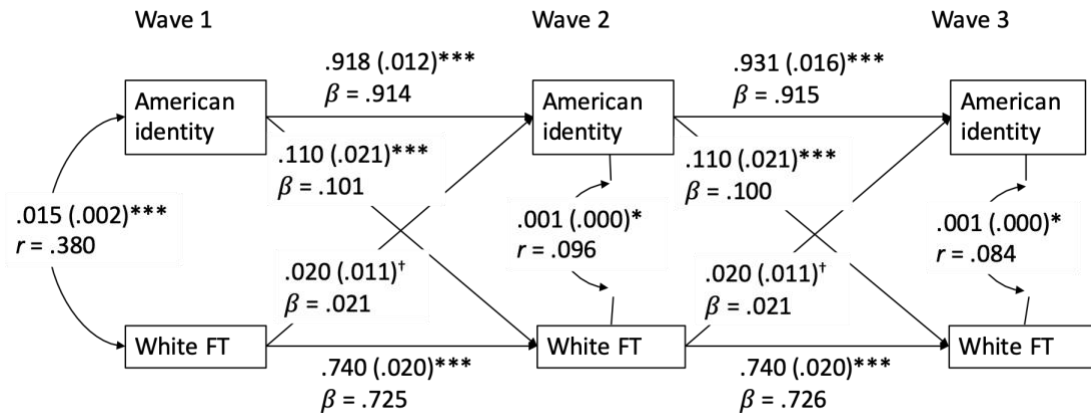 Wave 1
Wave 2
Wave 3
.918 (.012)***
β = .914
.931 (.016)***
β = .915
American
identity
American
identity
American
identity
.110 (.021)***
β = .101
.110 (.021)***
β = .100
.015 (.002)***
r = .380
.001 (.000)*
r = .096
.001 (.000)*
r = .084
.020 (.011)†
β = .021
.020 (.011)†
β = .021
White FT
White FT
White FT
.740 (.020)***
β = .725
.740 (.020)***
β = .726